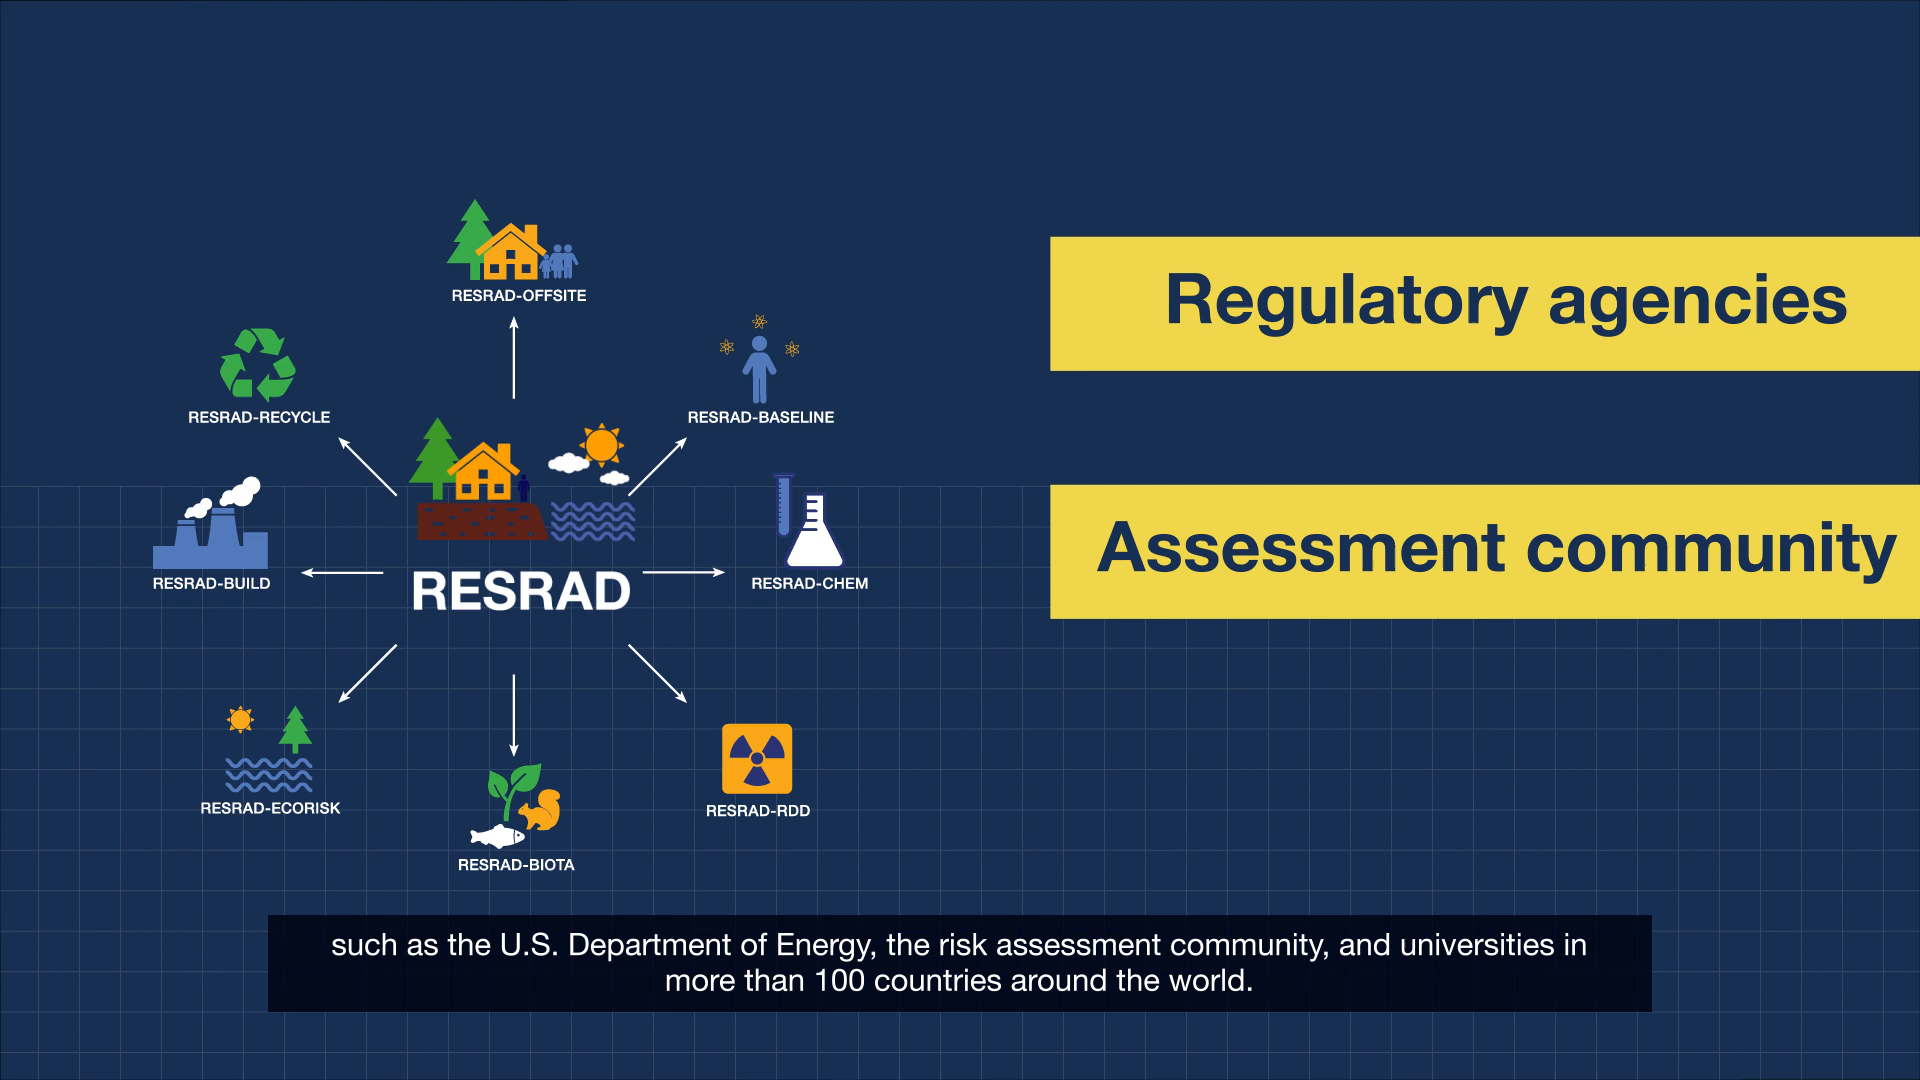 RESRAD-OFFSITE
RESRAD-RECYCLE
RESRAD-BASELINE
RESRAD-BUILD
RESRAD
RESRAD-CHEM
RESRAD-ECORISK
RESRAD-BIOTA
RESRAD-RDD
Regulatory agencies
Assessment community
such as the U.S. Department of Energy, the risk assessment community, and universities in
more than 100 countries around the world.